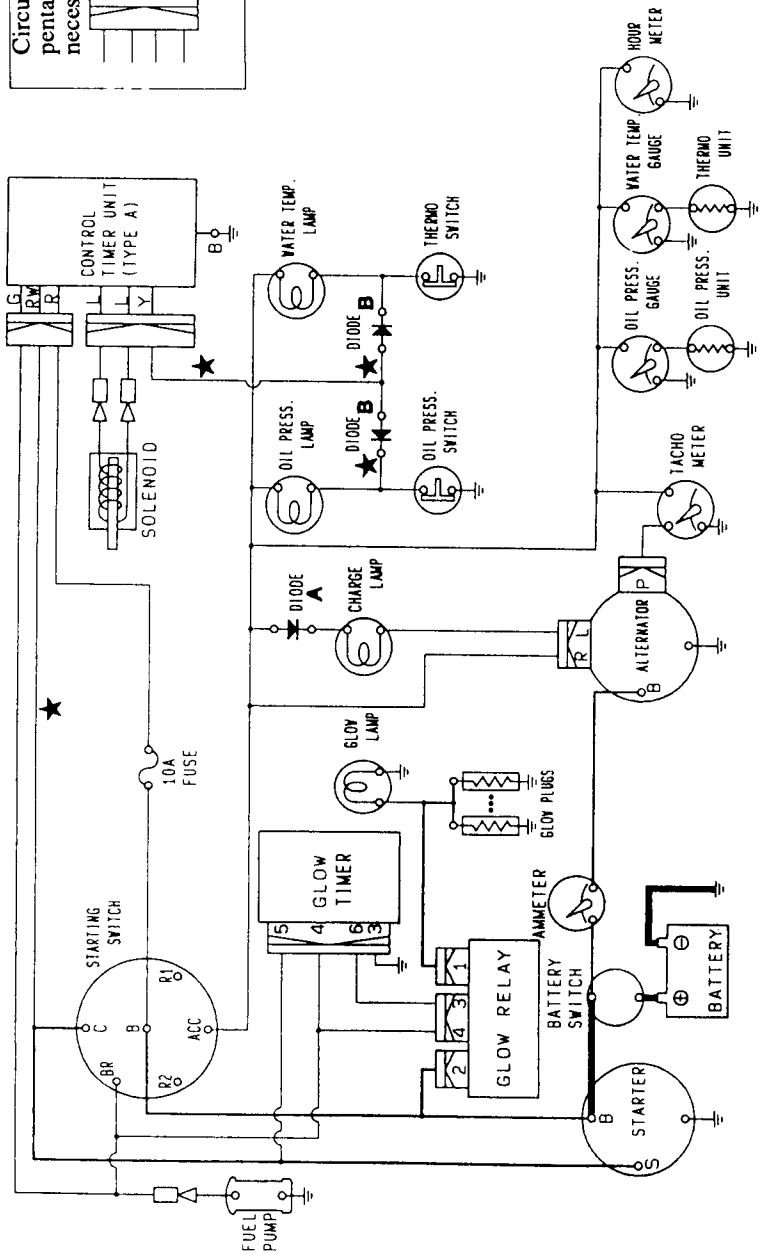 Circu
penta
neces
G
RW
R
L
L
Y
CONTROL
TIMER UNIT
(TYPE A)
B
SOLENOID
10A
FUSE
STARTING
SWITCH
C
BR
B
R1
R2
ACC
FUEL
PUMP
WATER TEMP.
LAMP
THERMO
SWITCH
DIODE B
DIODE B
OIL PRESS.
LAMP
OIL PRESS.
SWITCH
DIODE
A
CHARGE
LAMP
GLOW
LAMP
GLOW PLUGS
GLOW
TIMER
5
4
6
3
1
3
4
2
GLOW RELAY
AMMETER
BATTERY
SWITCH
BATTERY
⊕
⊖
STARTER
B
S
ALTERNATOR
R L
B
P
TACHO
METER
OIL PRESS.
GAUGE
OIL PRESS.
UNIT
WATER TEMP.
GAUGE
THERMO
UNIT
HOUR
METER